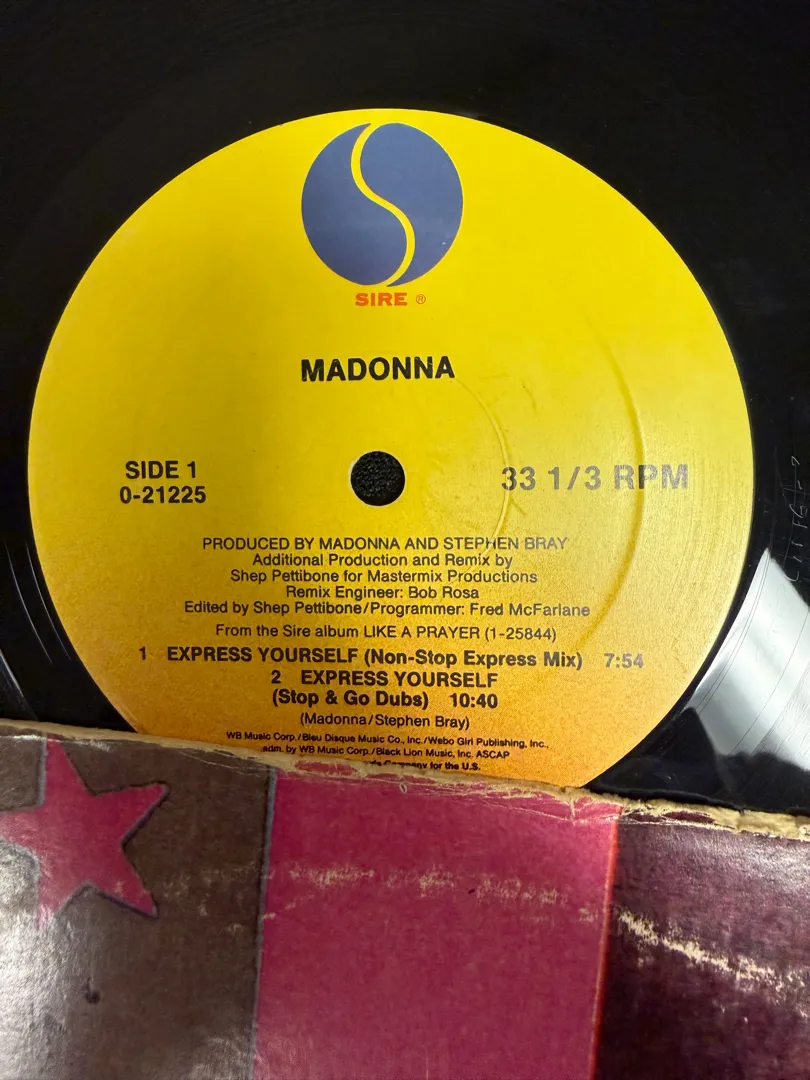 SIRE ®
MADONNA
SIDE 1
0-21225
33 1/3 RPM
PRODUCED BY MADONNA AND STEPHEN BRAY
Additional Production and Remix by
Shep Pettibone for Mastermix Productions
Remix Engineer: Bob Rosa
Edited by Shep Pettibone/Programmer: Fred McFarlane
From the Sire album LIKE A PRAYER (1-25844)
1 EXPRESS YOURSELF (Non-Stop Express Mix) 7:54
2 EXPRESS YOURSELF
(Stop & Go Dubs) 10:40
(Madonna/Stephen Bray)
WB Music Corp./Bleu Disque Music Co., Inc./Webo Girl Publishing, Inc.,
adm. by WB Music Corp./Black Lion Music, Inc. ASCAP
Company for the U.S.